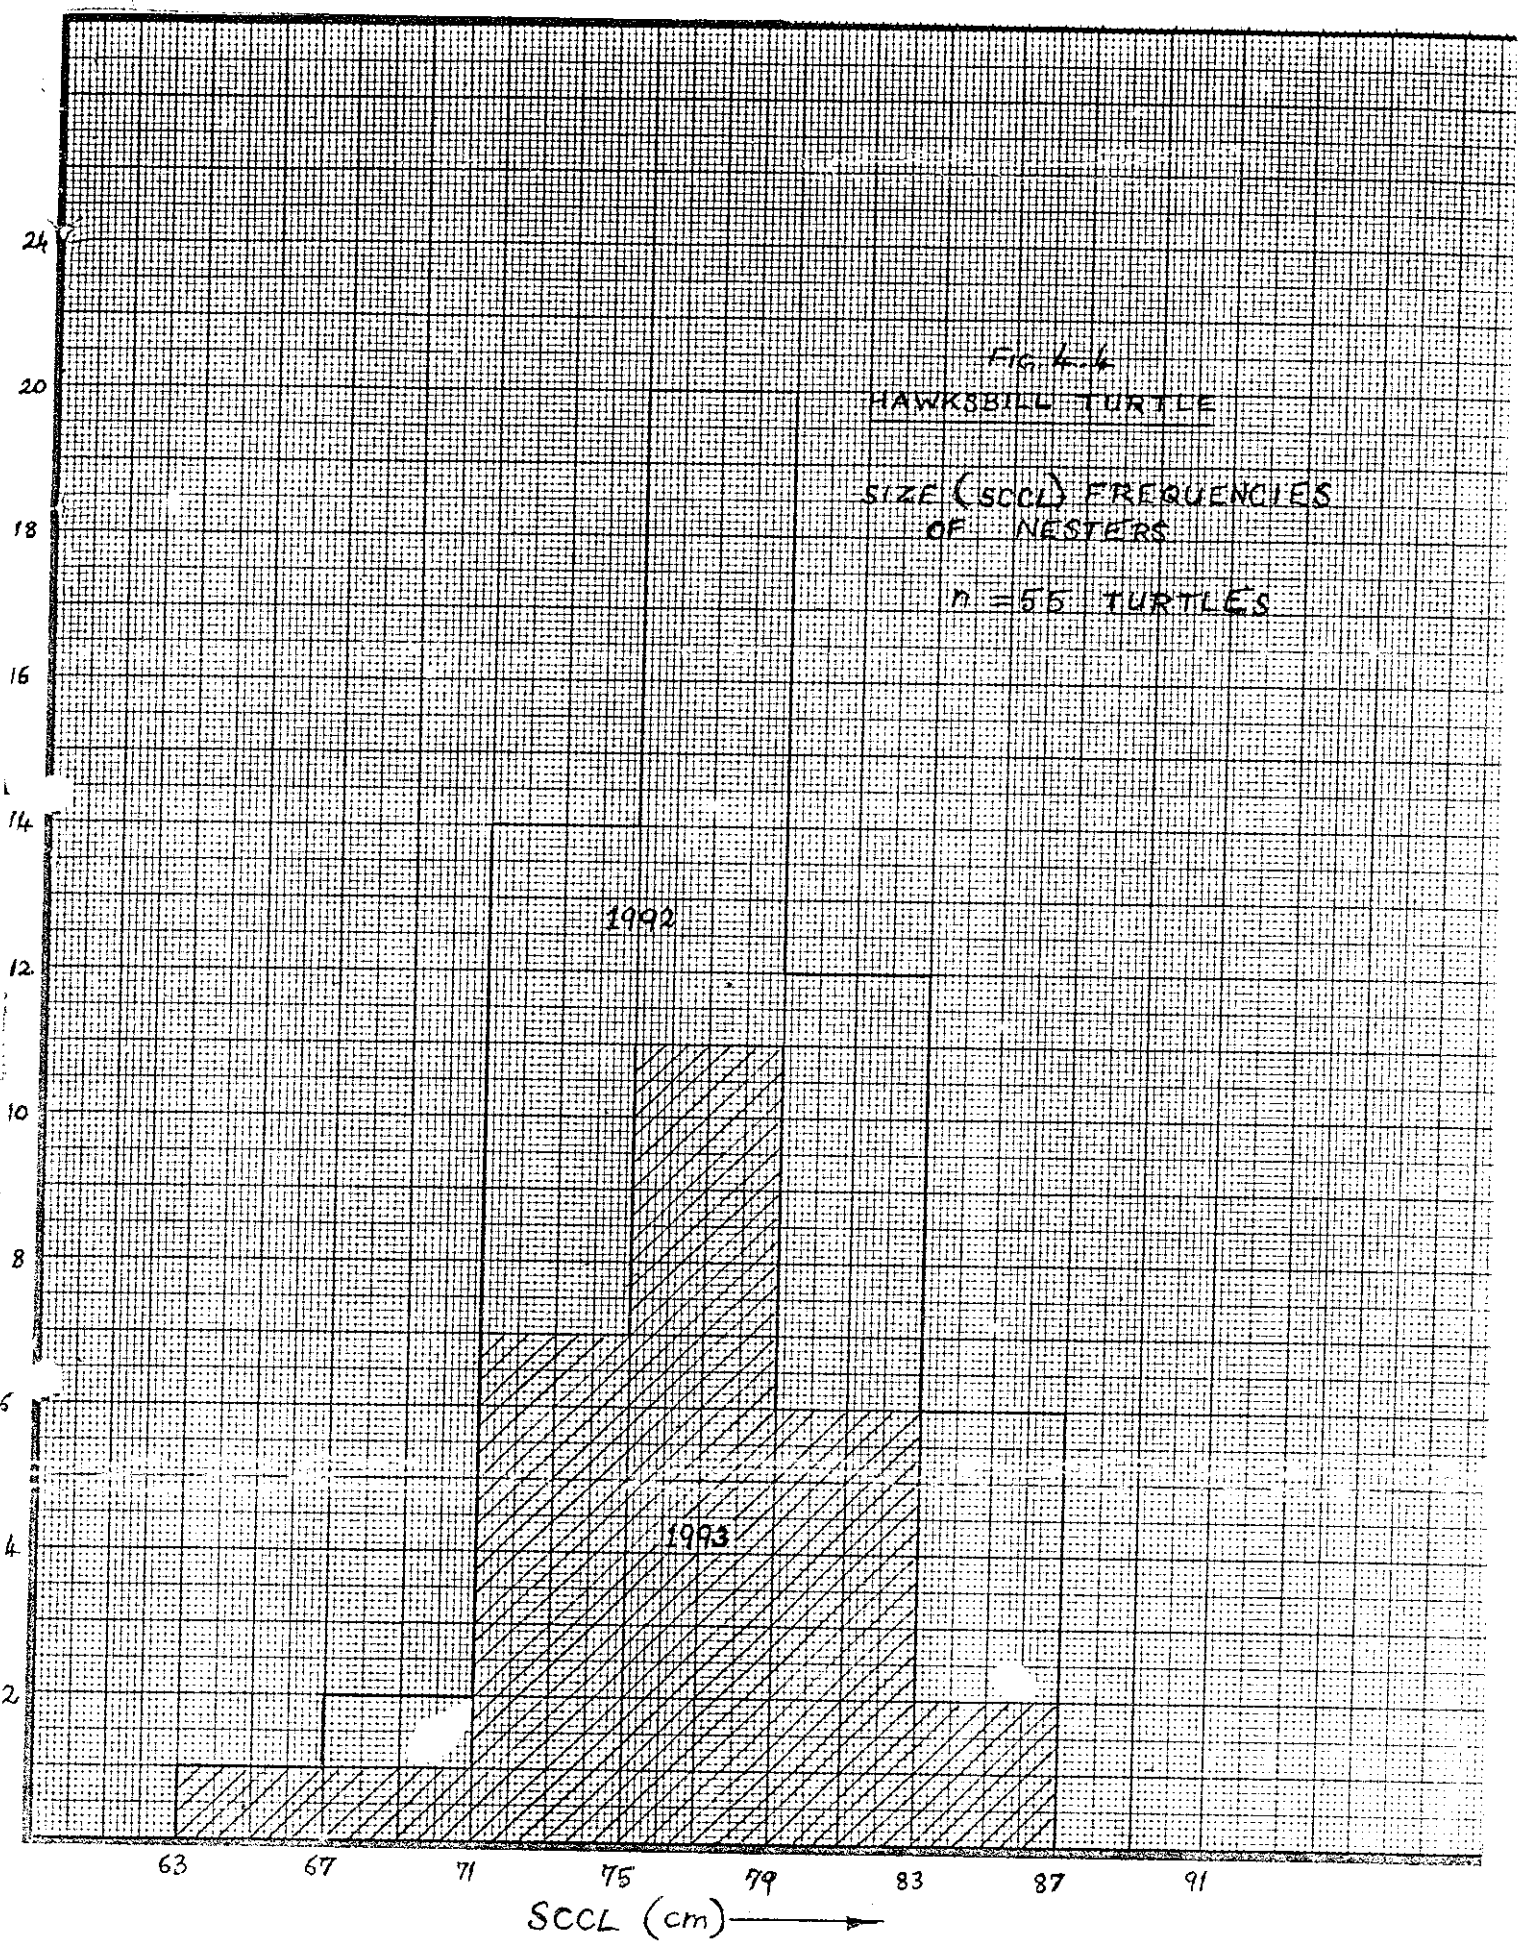 24
20
18
16
14
12
10
8
6
4
2
FIG. 4.4
HAWKSBILL TURTLE
SIZE (SCCL) FREQUENCIES
OF NESTERS
n = 55 TURTLES
1992
1993
63 67 71 75 79 83 87 91
SCCL (cm)